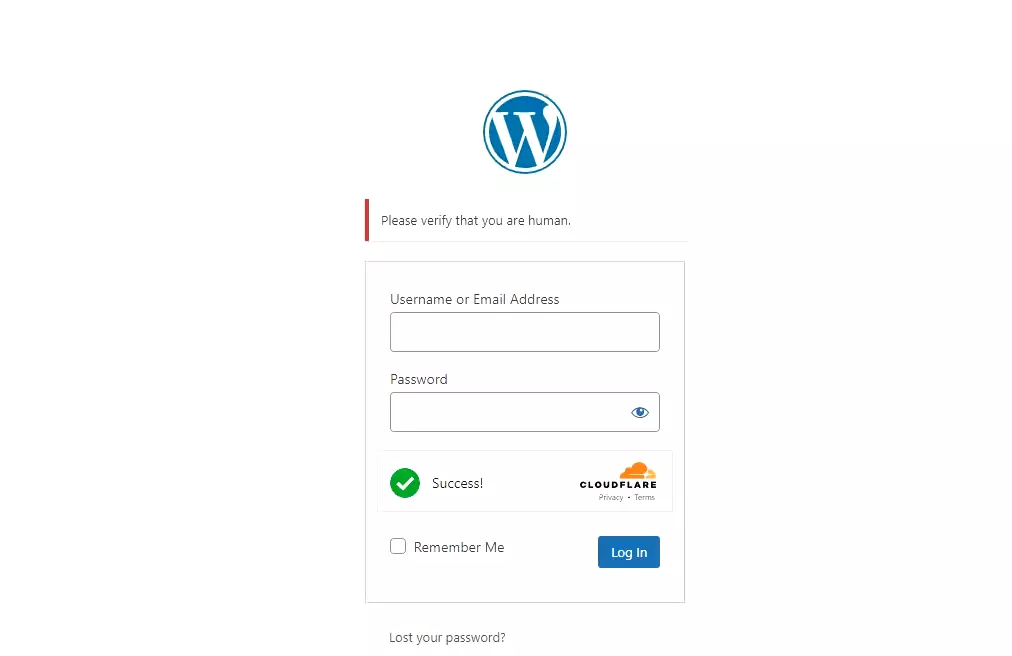 Please verify that you are human.
Username or Email Address
Password
Success!
CLOUDFLARE
Privacy • Terms
Remember Me
Log In
Lost your password?